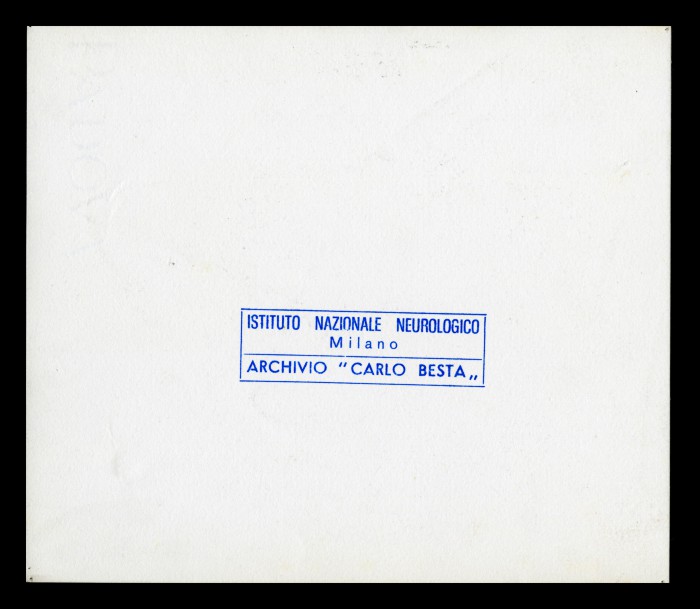 ISTITUTO NAZIONALE NEUROLOGICO
Milano
ARCHIVIO "CARLO BESTA„